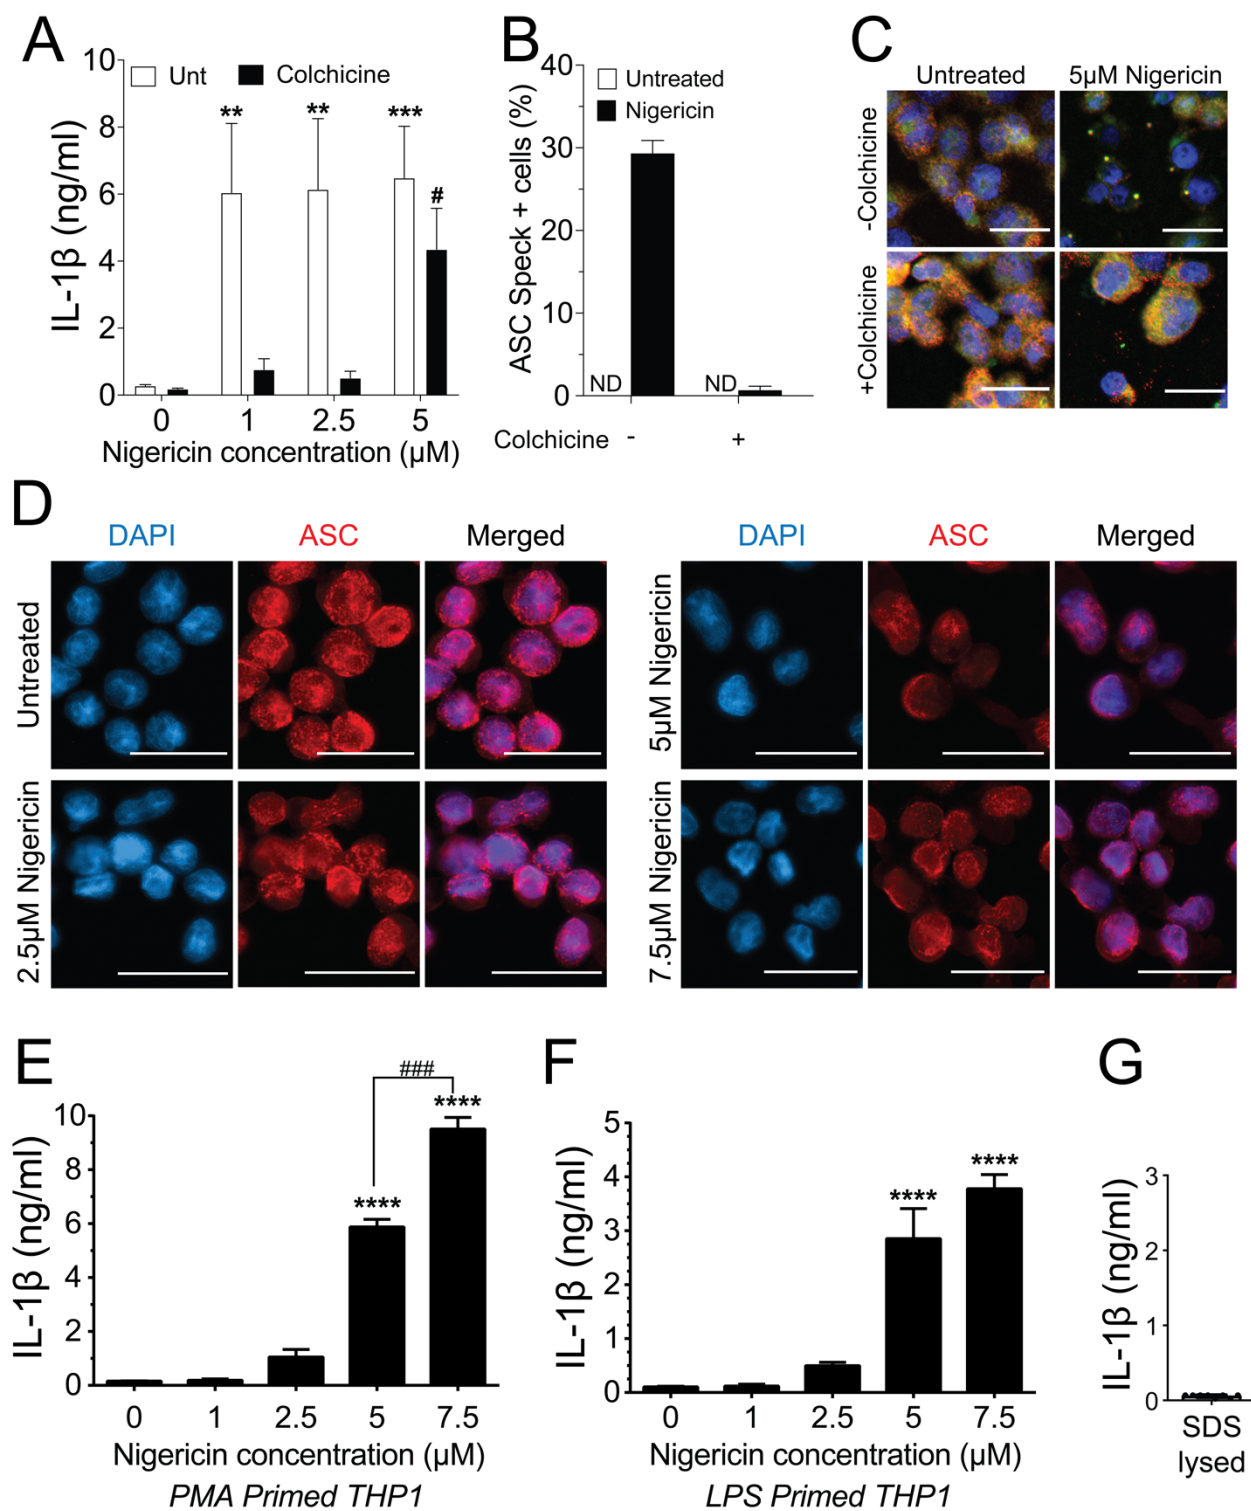 A
10
8
6
4
2
0
IL-1β (ng/ml)
Unt
Colchicine
**
**
***
#
0
1
2.5
5
Nigericin concentration (µM)
B
40
30
20
10
0
ASC Speck + cells (%)
Untreated
Nigericin
ND
ND
Colchicine - +
C
Untreated
5µM Nigericin
-Colchicine
+Colchicine
D
DAPI
ASC
Merged
DAPI
ASC
Merged
Untreated
5µM Nigericin
2.5µM Nigericin
7.5µM Nigericin
E
10
8
6
4
2
0
IL-1β (ng/ml)
###
****
****
0
1
2.5
5
7.5
Nigericin concentration (µM)
PMA Primed THP1
F
5
4
3
2
1
0
IL-1β (ng/ml)
****
****
0
1
2.5
5
7.5
Nigericin concentration (µM)
LPS Primed THP1
G
3
2
1
0
IL-1β (ng/ml)
SDS
lysed